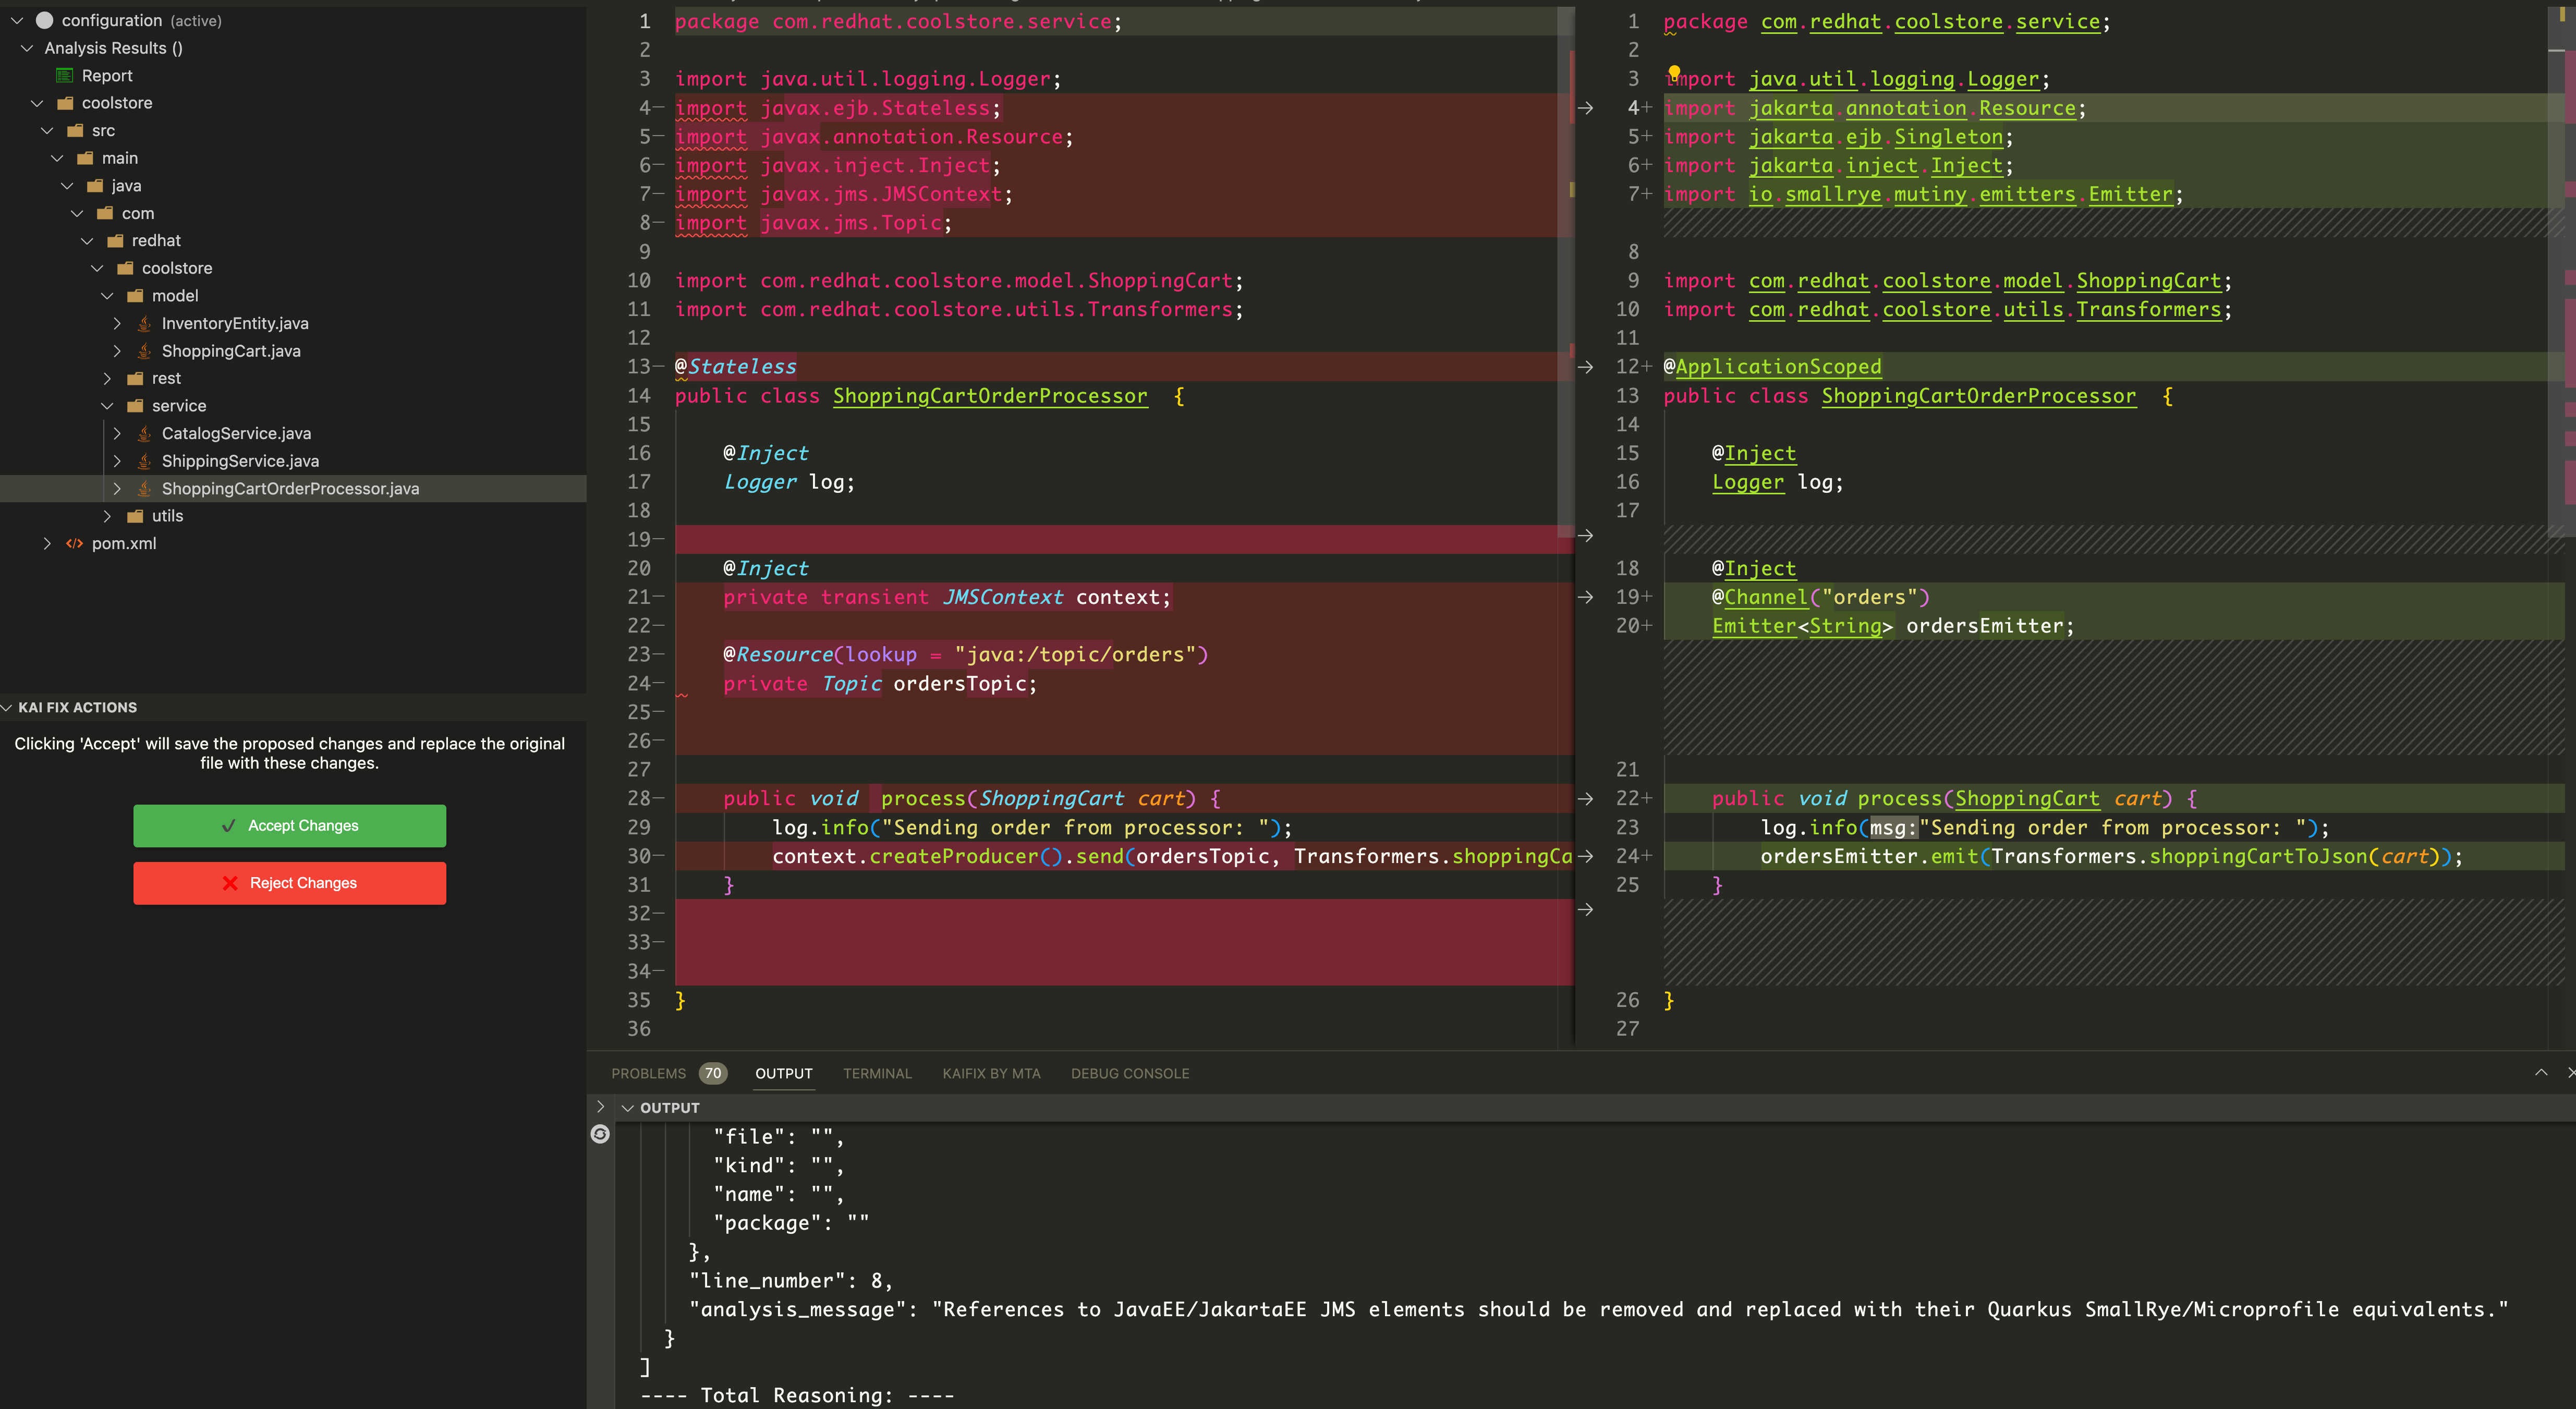 configuration (active)
Analysis Results ()
Report
coolstore
src
main
java
com
redhat
coolstore
model
InventoryEntity.java
ShoppingCart.java
rest
service
CatalogService.java
ShippingService.java
ShoppingCartOrderProcessor.java
utils
pom.xml
KAI FIX ACTIONS
Clicking 'Accept' will save the proposed changes and replace the original
file with these changes.
Accept Changes
Reject Changes
1 package com.redhat.coolstore.service;
2
3 import java.util.logging.Logger;
4— import javax.ejb.Stateless;
5— import javax.annotation.Resource;
6— import javax.inject.Inject;
7— import javax.jms.JMSContext;
8— import javax.jms.Topic;
9
10 import com.redhat.coolstore.model.ShoppingCart;
11 import com.redhat.coolstore.utils.Transformers;
12
13— @Stateless
14 public class ShoppingCartOrderProcessor  {
15
16     @Inject
17     Logger log;
18
19—
20     @Inject
21—     private transient JMSContext context;
22—
23—     @Resource(lookup = "java:/topic/orders")
24—     private Topic ordersTopic;
25—
26—
27
28—     public void  process(ShoppingCart cart) {
29         log.info("Sending order from processor: ");
30—         context.createProducer().send(ordersTopic, Transformers.shoppingCa
31     }
32—
33—
34—
35 }
36
1 package com.redhat.coolstore.service;
2
3 import java.util.logging.Logger;
4+ import jakarta.annotation.Resource;
5+ import jakarta.ejb.Singleton;
6+ import jakarta.inject.Inject;
7+ import io.smallrye.mutiny.emitters.Emitter;
8
9 import com.redhat.coolstore.model.ShoppingCart;
10 import com.redhat.coolstore.utils.Transformers;
11
12+ @ApplicationScoped
13 public class ShoppingCartOrderProcessor  {
14
15     @Inject
16     Logger log;
17
18     @Inject
19+     @Channel("orders")
20+     Emitter<String> ordersEmitter;
21
22+     public void process(ShoppingCart cart) {
23         log.info(msg:"Sending order from processor: ");
24+         ordersEmitter.emit(Transformers.shoppingCartToJson(cart));
25     }
26 }
27
PROBLEMS 70 OUTPUT TERMINAL KAIFIX BY MTA DEBUG CONSOLE
OUTPUT
"file": "",
"kind": "",
"name": "",
"package": ""
},
"line_number": 8,
"analysis_message": "References to JavaEE/JakartaEE JMS elements should be removed and replaced with their Quarkus SmallRye/Microprofile equivalents."
}
]
---- Total Reasoning: ----